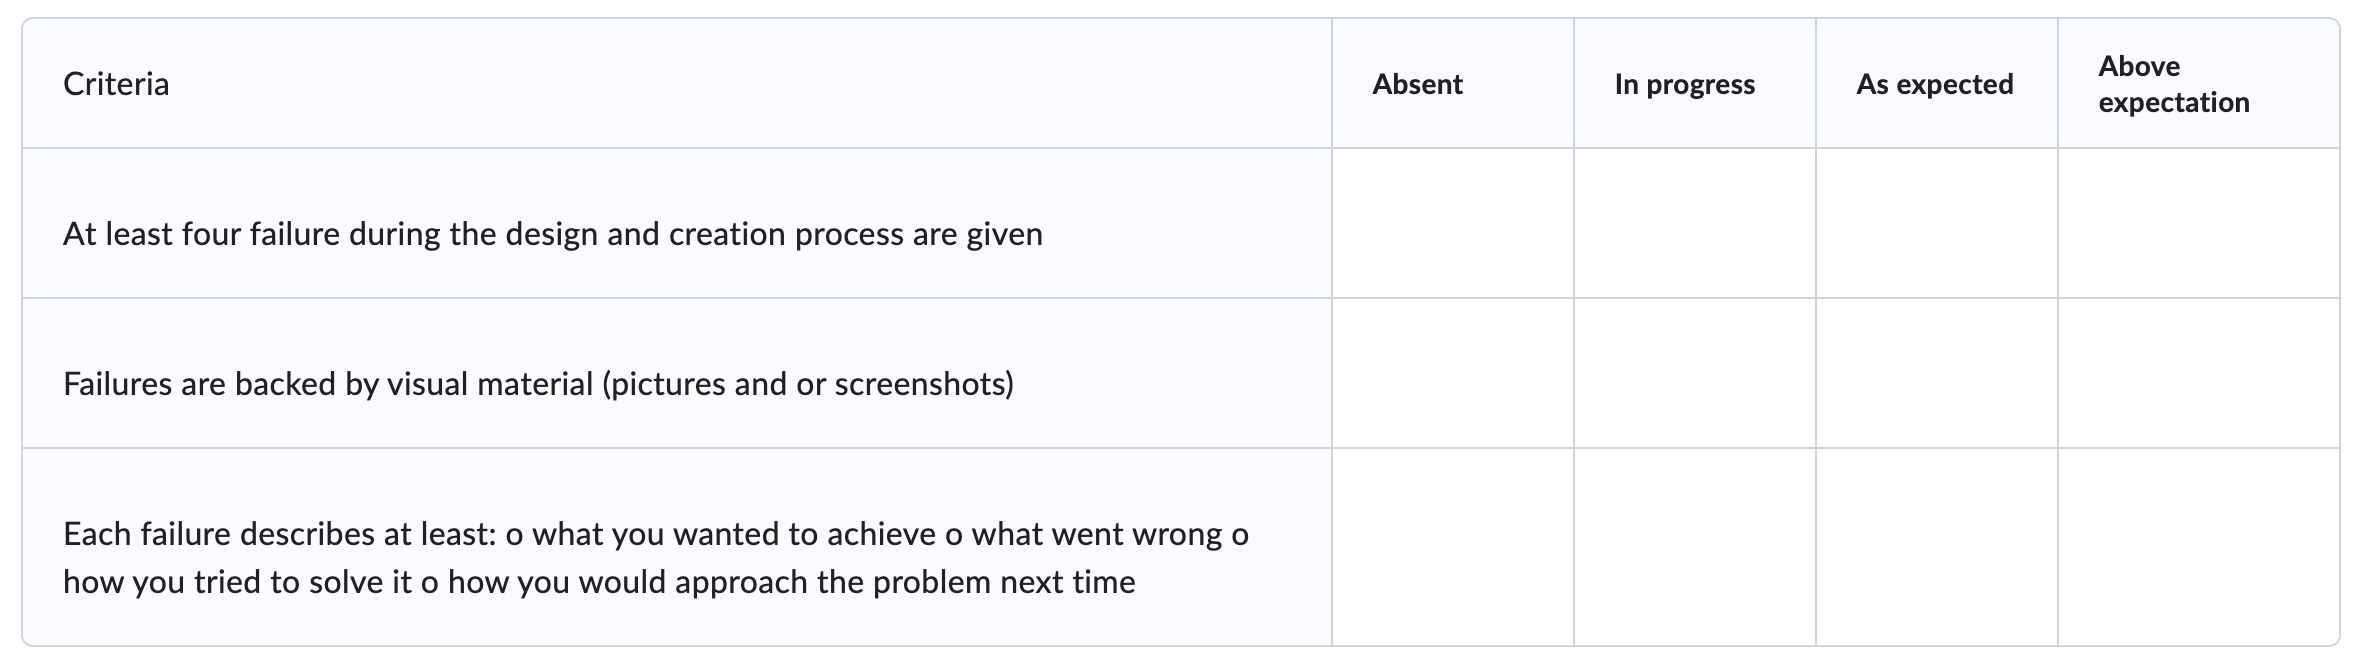 Criteria
Absent
In progress
As expected
Above
expectation
At least four failure during the design and creation process are given
Failures are backed by visual material (pictures and or screenshots)
Each failure describes at least: o what you wanted to achieve o what went wrong o
how you tried to solve it o how you would approach the problem next time